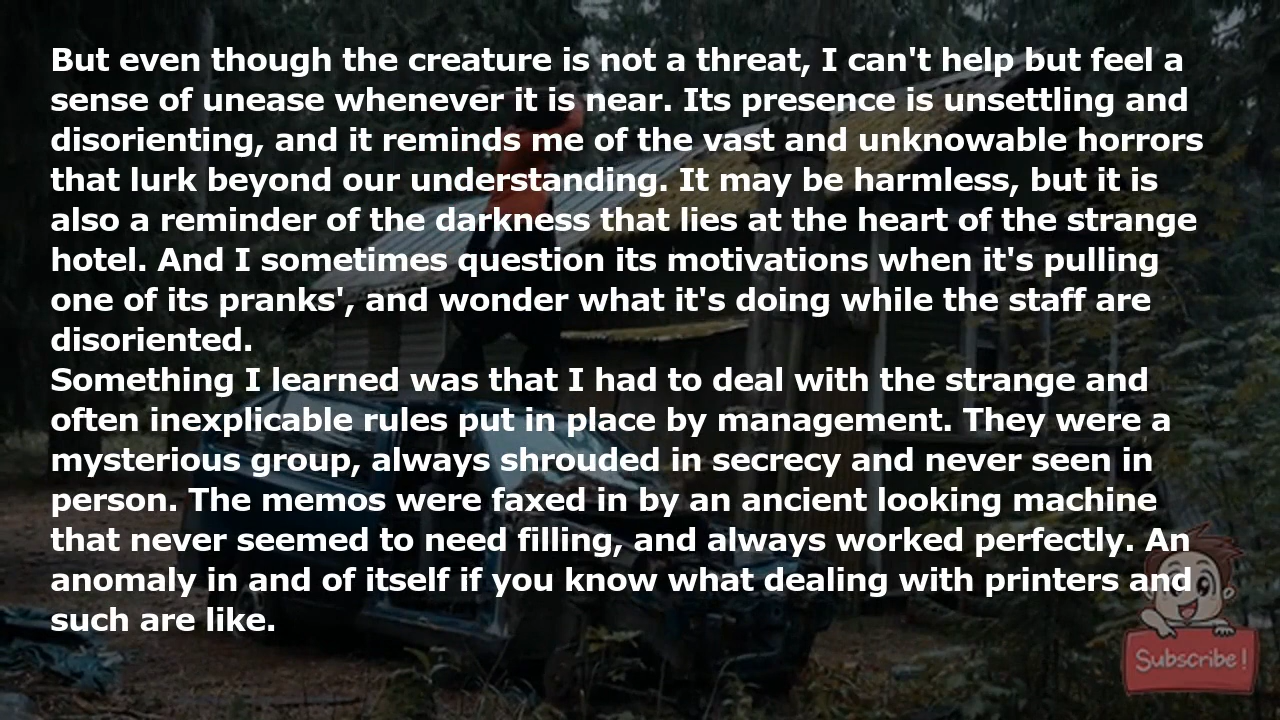 But even though the creature is not a threat, I can't help but feel a
sense of unease whenever it is near. Its presence is unsettling and
disorienting, and it reminds me of the vast and unknowable horrors
that lurk beyond our understanding. It may be harmless, but it is
also a reminder of the darkness that lies at the heart of the strange
hotel. And I sometimes question its motivations when it's pulling
one of its pranks', and wonder what it's doing while the staff are
disoriented.
Something I learned was that I had to deal with the strange and
often inexplicable rules put in place by management. They were a
mysterious group, always shrouded in secrecy and never seen in
person. The memos were faxed in by an ancient looking machine
that never seemed to need filling, and always worked perfectly. An
anomaly in and of itself if you know what dealing with printers and
such are like.
Subscribe!